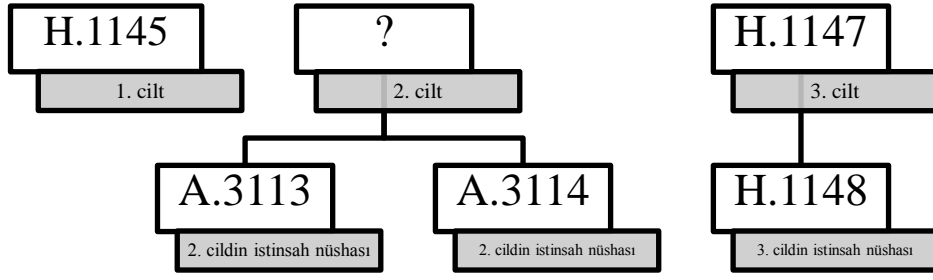 H.1145
1. cilt
?
2. cilt
H.1147
3. cilt
A.3113
2. cildin istinsah nüshası
A.3114
2. cildin istinsah nüshası
H.1148
3. cildin istinsah nüshası